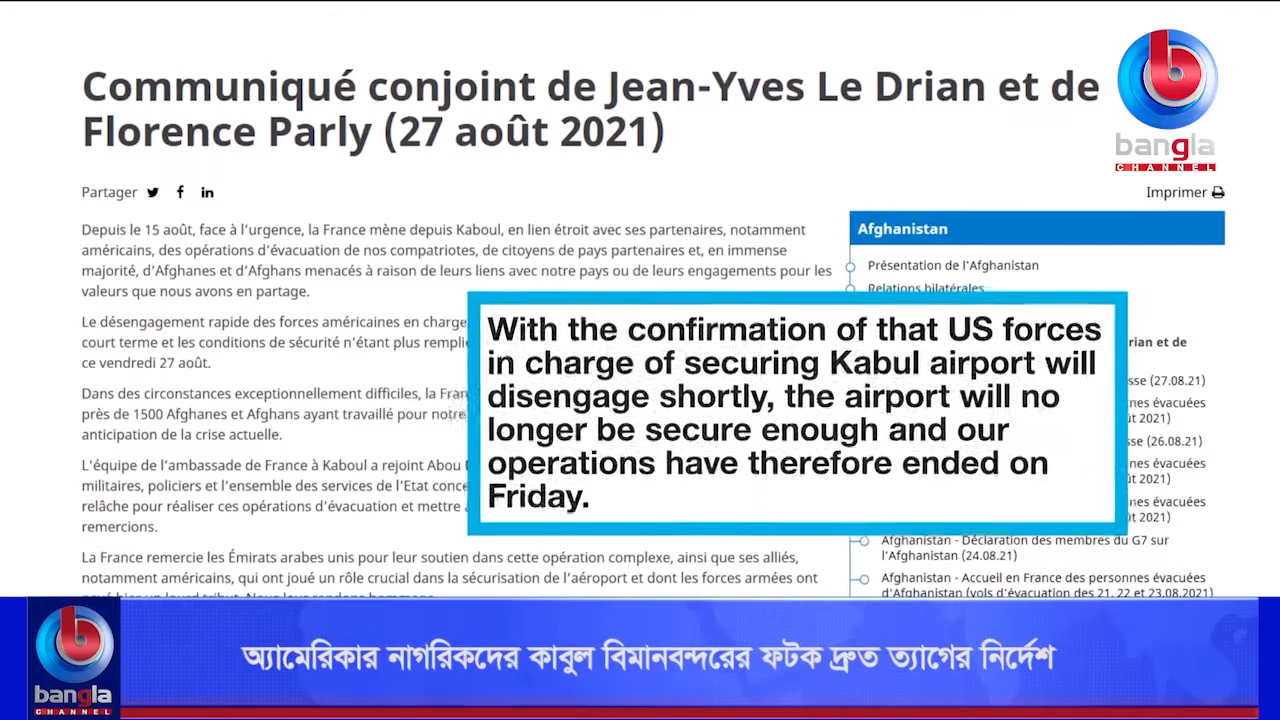 Communiqué conjoint de Jean-Yves Le Drian et de
Florence Parly (27 août 2021)
bangla
CHANNEL
Partager
Imprimer
Depuis le 15 août, face à l’urgence, la France mène depuis Kaboul, en lien étroit avec ses partenaires, notamment
américains, des opérations d’évacuation de nos compatriotes, de citoyens de pays partenaires et, en immense
majorité, d’Afghanes et d’Afghans menacés à raison de leurs liens avec notre pays ou de leurs engagements pour les
valeurs que nous avons en partage.
Le désengagement rapide des forces américaines en charge
court terme et les conditions de sécurité n’étant plus remplie
ce vendredi 27 août.
Dans des circonstances exceptionnellement difficiles, la Fran
près de 1500 Afghanes et Afghans ayant travaillé pour notre
anticipation de la crise actuelle.
L’équipe de l’ambassade de France à Kaboul a rejoint Abou
militaires, policiers et l’ensemble des services de l’Etat conce
relâche pour réaliser ces opérations d’évacuation et mettre
remercions.
La France remercie les Émirats arabes unis pour leur soutien dans cette opération complexe, ainsi que ses alliés,
notamment américains, qui ont joué un rôle crucial dans la sécurisation de l’aéroport et dont les forces armées ont
Afghanistan
Présentation de l’Afghanistan
Relations bilatérales
rian et de
sse (27.08.21)
nes évacuées
ût 2021)
sse (26.08.21)
nes évacuées
ût 2021)
nes évacuées
ût 2021)
Afghanistan - Déclaration des membres du G7 sur
l’Afghanistan (24.08.21)
Afghanistan - Accueil en France des personnes évacuées
d’Afghanistan (vols d’évacuation des 21, 22 et 23.08.2021)
With the confirmation of that US forces
in charge of securing Kabul airport will
disengage shortly, the airport will no
longer be secure enough and our
operations have therefore ended on
Friday.
অ্যামেরিকার নাগরিকদের কাবুল বিমানবন্দরের ফটক দ্রুত ত্যাগের নির্দেশ
bangla
CHANNEL